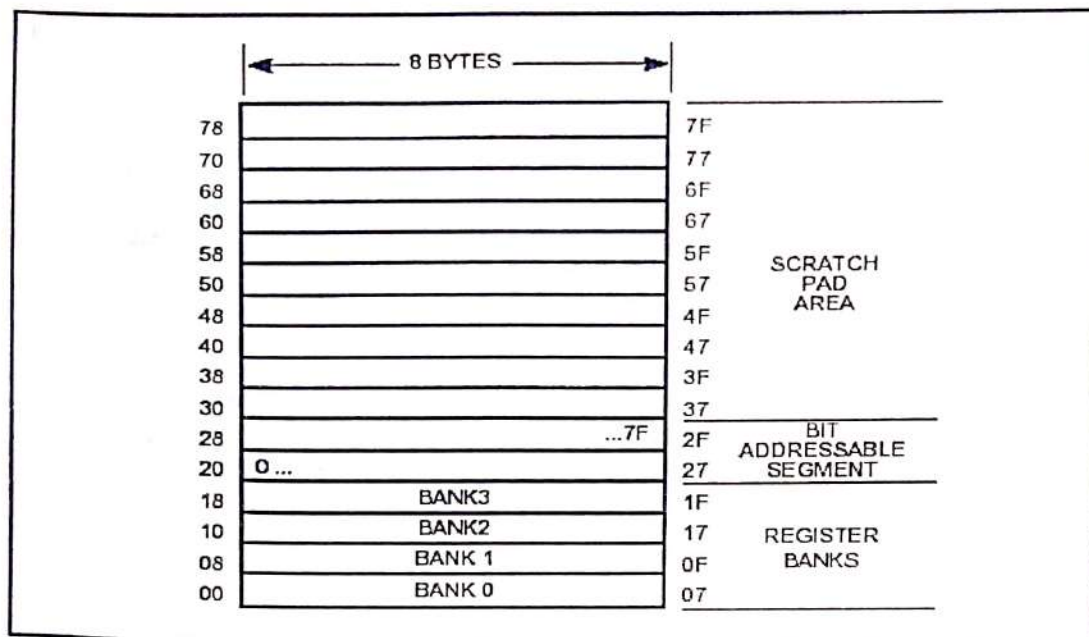 8 BYTES
78 7F
70 77
68 6F
60 67
58 5F
50 57
48 4F
40 47
38 3F
30 37
SCRATCH
PAD
AREA
28 ...7F 2F
20 0... 27
BIT
ADDRESSABLE
SEGMENT
18 BANK3 1F
10 BANK2 17
08 BANK 1 0F
00 BANK 0 07
REGISTER
BANKS